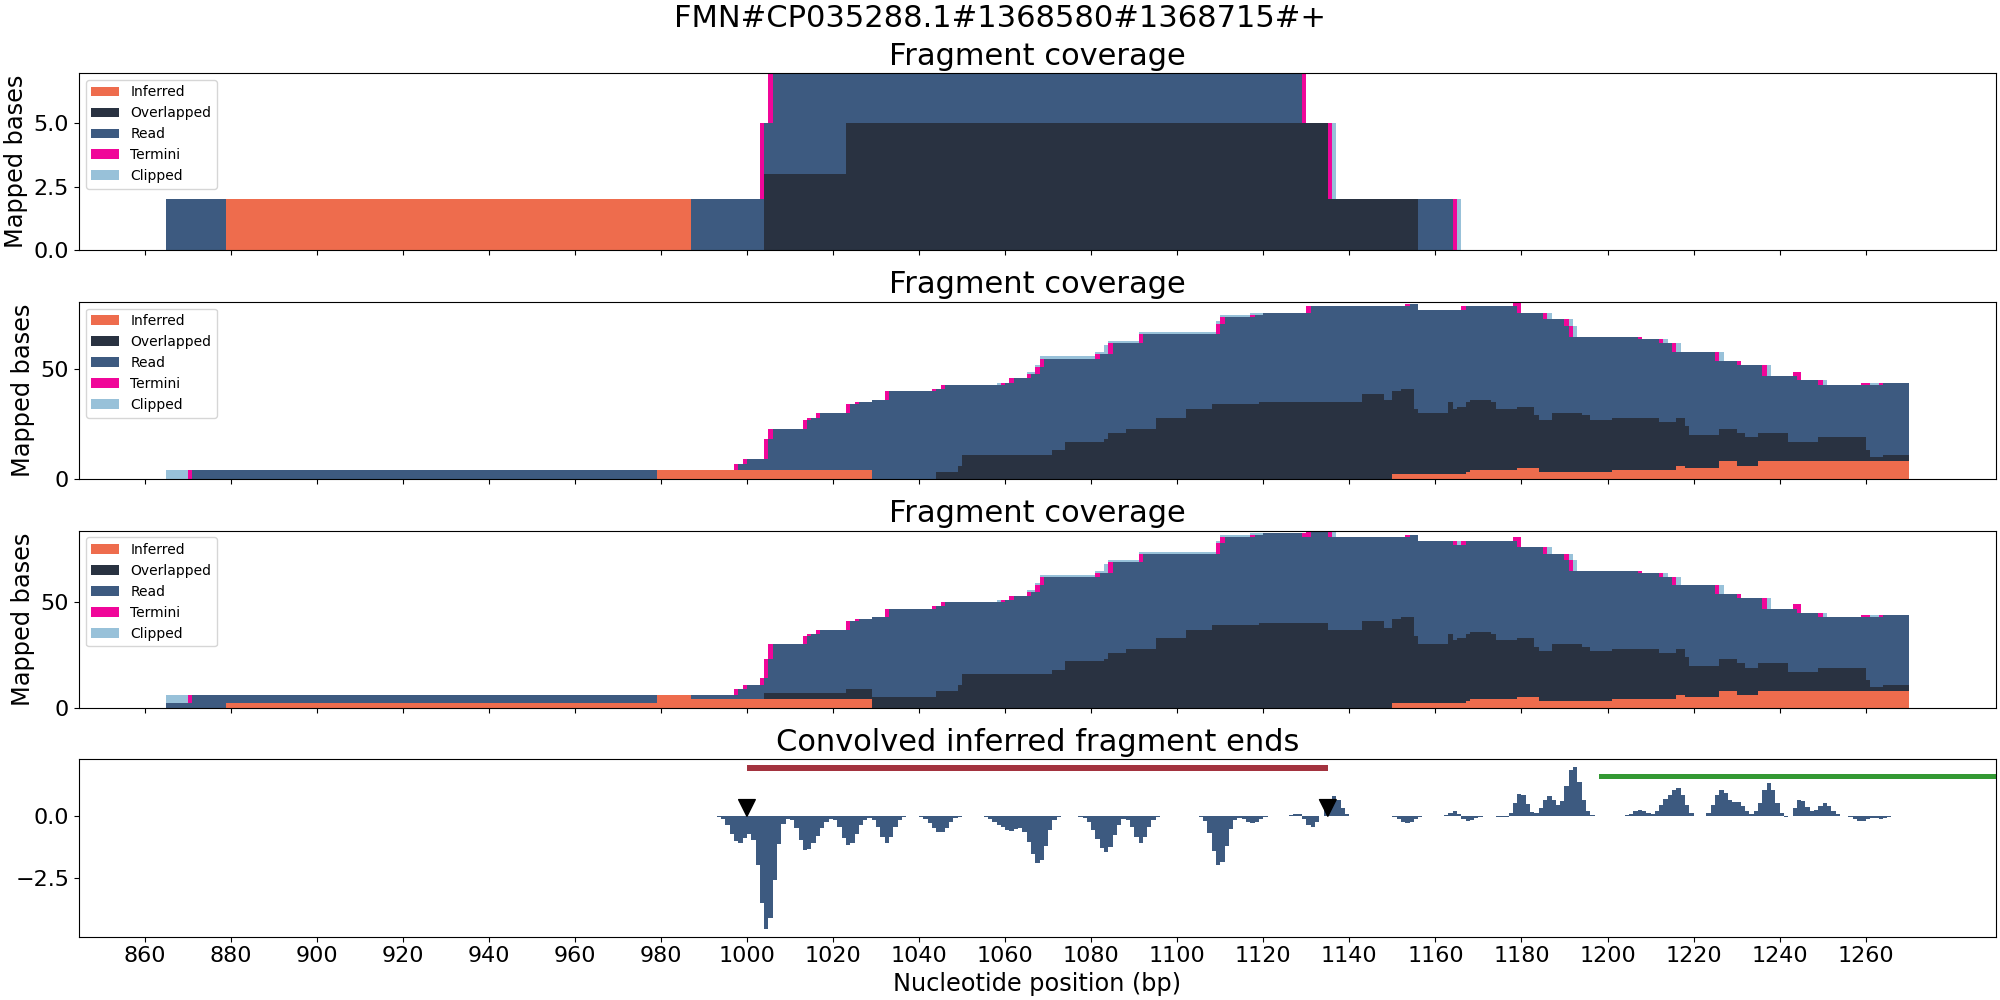 FMN#CP035288.1#1368580#1368715#+
Fragment coverage
Mapped bases
5.0
2.5
0.0
Inferred
Overlapped
Read
Termini
Clipped
Fragment coverage
Mapped bases
50
0
Inferred
Overlapped
Read
Termini
Clipped
Fragment coverage
Mapped bases
50
0
Inferred
Overlapped
Read
Termini
Clipped
Convolved inferred fragment ends
0.0
−2.5
860 880 900 920 940 960 980 1000 1020 1040 1060 1080 1100 1120 1140 1160 1180 1200 1220 1240 1260
Nucleotide position (bp)